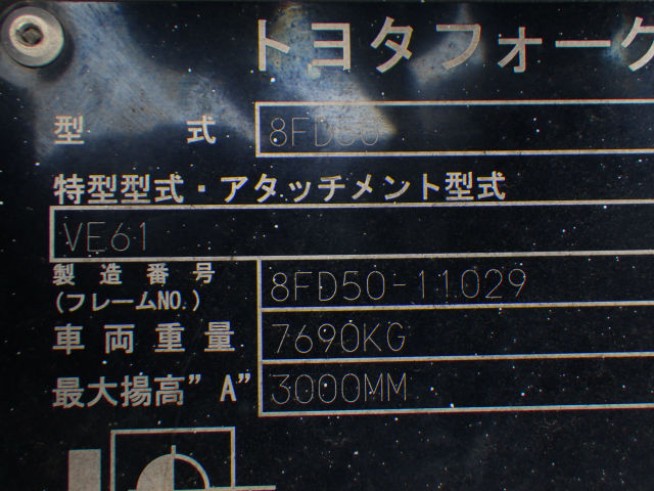 トヨタフォーク
型 式 8FD50
特型型式・アタッチメント型式
VE61
製造番号
(フレームNO.) 8FD50-11029
車両重量 7690KG
最大揚高"A" 3000MM